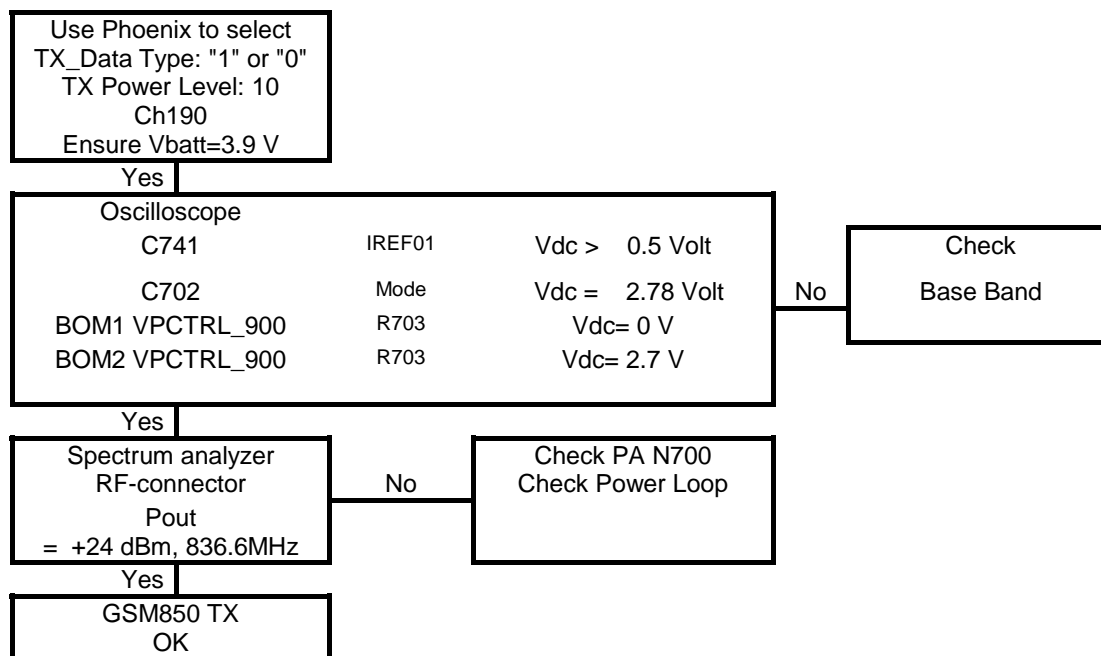 Use Phoenix to select
TX_Data Type: "1" or "0"
TX Power Level: 10
Ch190
Ensure Vbatt=3.9 V
Yes
Oscilloscope
C741 IREF01 Vdc > 0.5 Volt
C702 Mode Vdc = 2.78 Volt
BOM1 VPCTRL_900 R703 Vdc= 0 V
BOM2 VPCTRL_900 R703 Vdc= 2.7 V
No
Check
Base Band
Yes
Spectrum analyzer
RF-connector
Pout
= +24 dBm, 836.6MHz
No
Check PA N700
Check Power Loop
Yes
GSM850 TX
OK